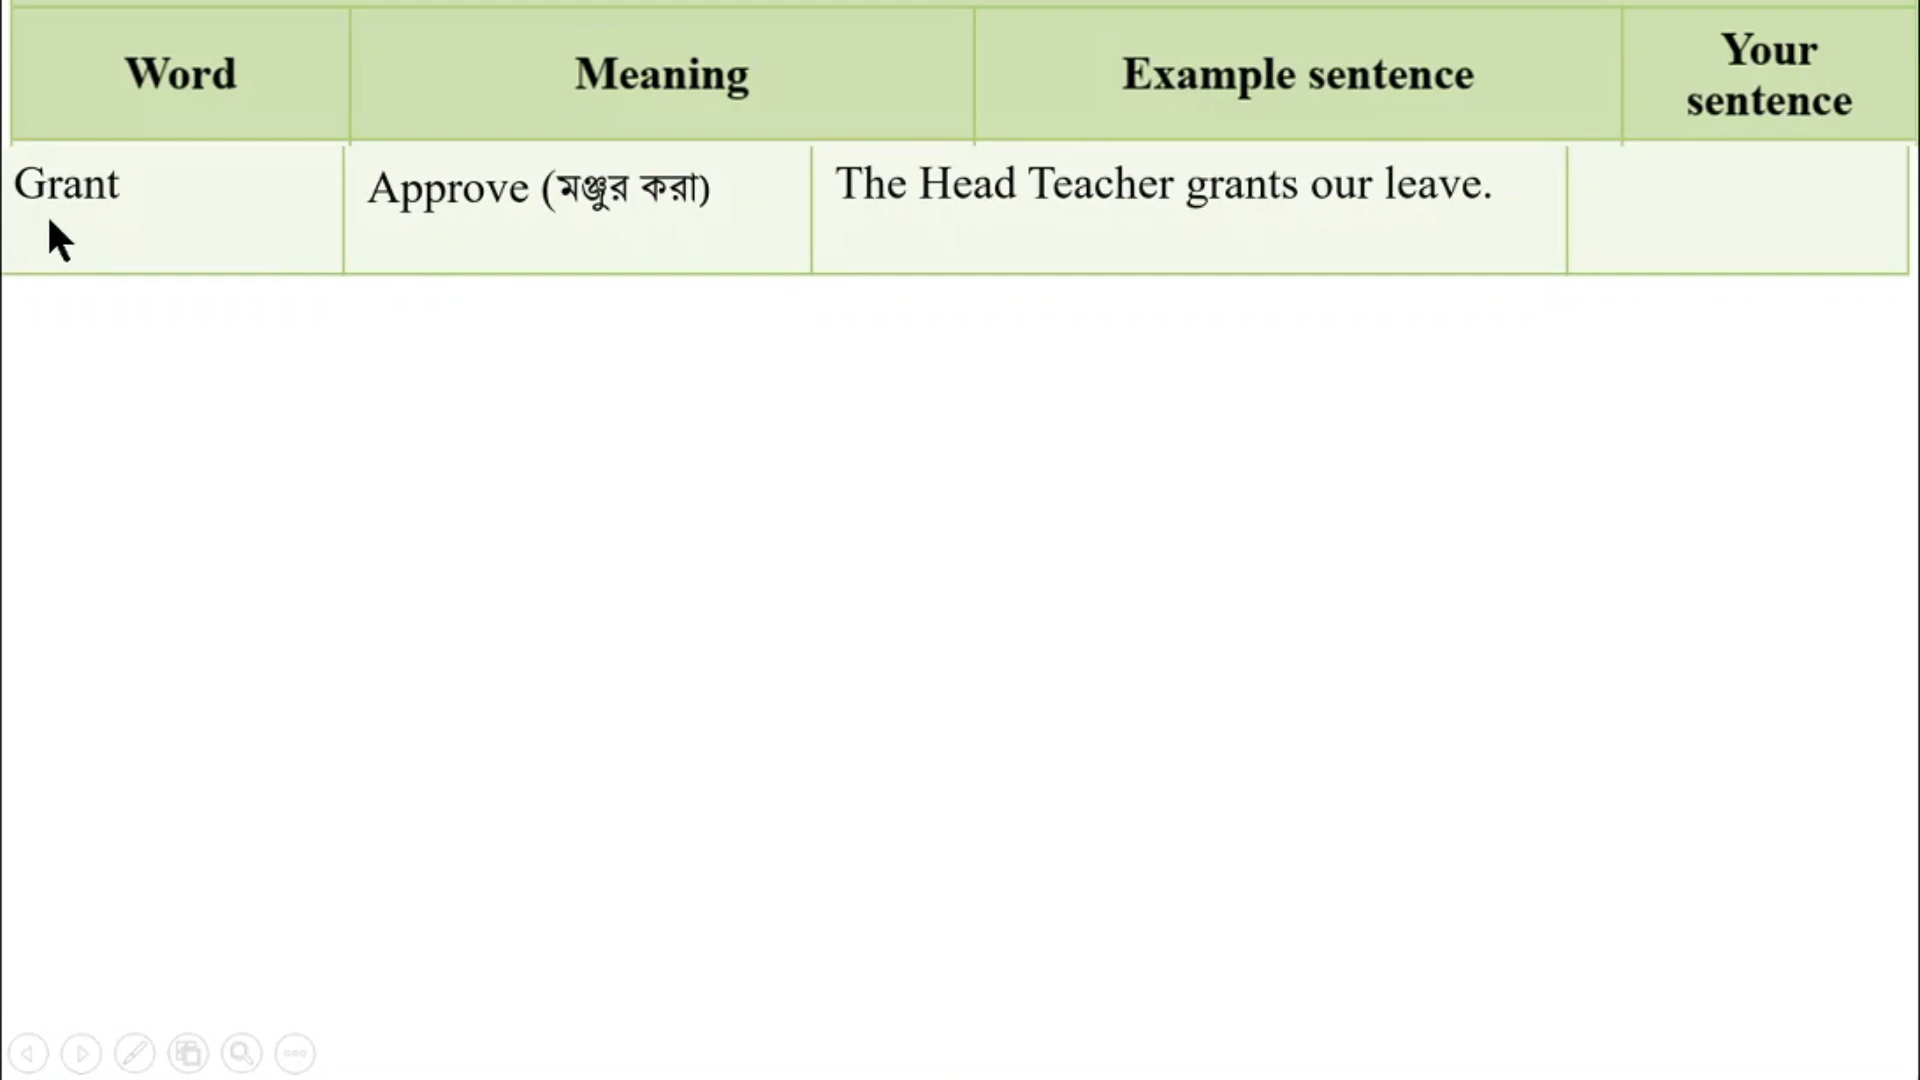 Word
Meaning
Example sentence
Your
sentence
Grant
Approve (মঞ্জুর করা)
The Head Teacher grants our leave.